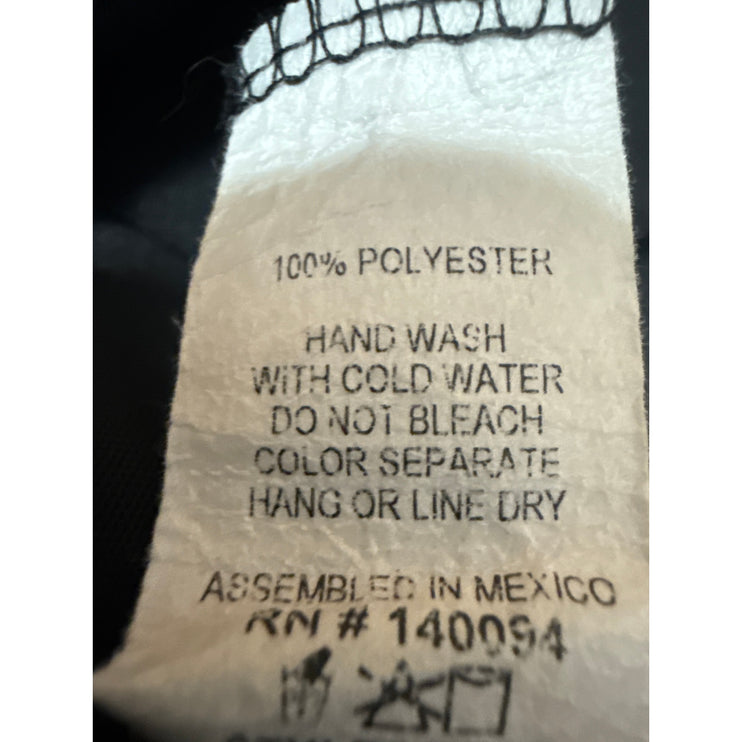 100% POLYESTER
HAND WASH
WITH COLD WATER
DO NOT BLEACH
COLOR SEPARATE
HANG OR LINE DRY
ASSEMBLED IN MEXICO
RN # 140094